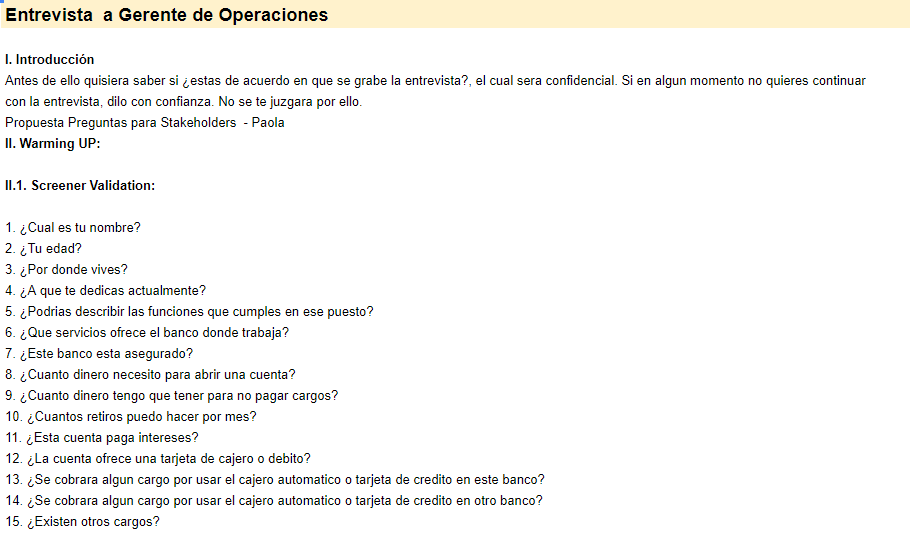 Entrevista  a Gerente de Operaciones
I. Introducción
Antes de ello quisiera saber si ¿estas de acuerdo en que se grabe la entrevista?, el cual sera confidencial. Si en algun momento no quieres continuar
con la entrevista, dilo con confianza. No se te juzgara por ello.
Propuesta Preguntas para Stakeholders  - Paola
II. Warming UP:
II.1. Screener Validation:
1. ¿Cual es tu nombre?
2. ¿Tu edad?
3. ¿Por donde vives?
4. ¿A que te dedicas actualmente?
5. ¿Podrias describir las funciones que cumples en ese puesto?
6. ¿Que servicios ofrece el banco donde trabaja?
7. ¿Este banco esta asegurado?
8. ¿Cuanto dinero necesito para abrir una cuenta?
9. ¿Cuanto dinero tengo que tener para no pagar cargos?
10. ¿Cuantos retiros puedo hacer por mes?
11. ¿Esta cuenta paga intereses?
12. ¿La cuenta ofrece una tarjeta de cajero o debito?
13. ¿Se cobrara algun cargo por usar el cajero automatico o tarjeta de credito en este banco?
14. ¿Se cobrara algun cargo por usar el cajero automatico o tarjeta de credito en otro banco?
15. ¿Existen otros cargos?